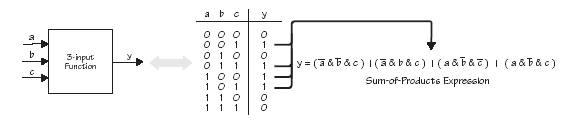 a b c y
0 0 0 0
0 0 1 1
0 1 0 0
0 1 1 1
1 0 0 1
1 0 1 1
1 1 0 0
1 1 1 0
a
b
c
3-input
Function
y
y = (a̅ & b̅ & c) + (a̅ & b & c) + (a & b̅ & c̅) + (a & b̅ & c)
Sum-of-Products Expression